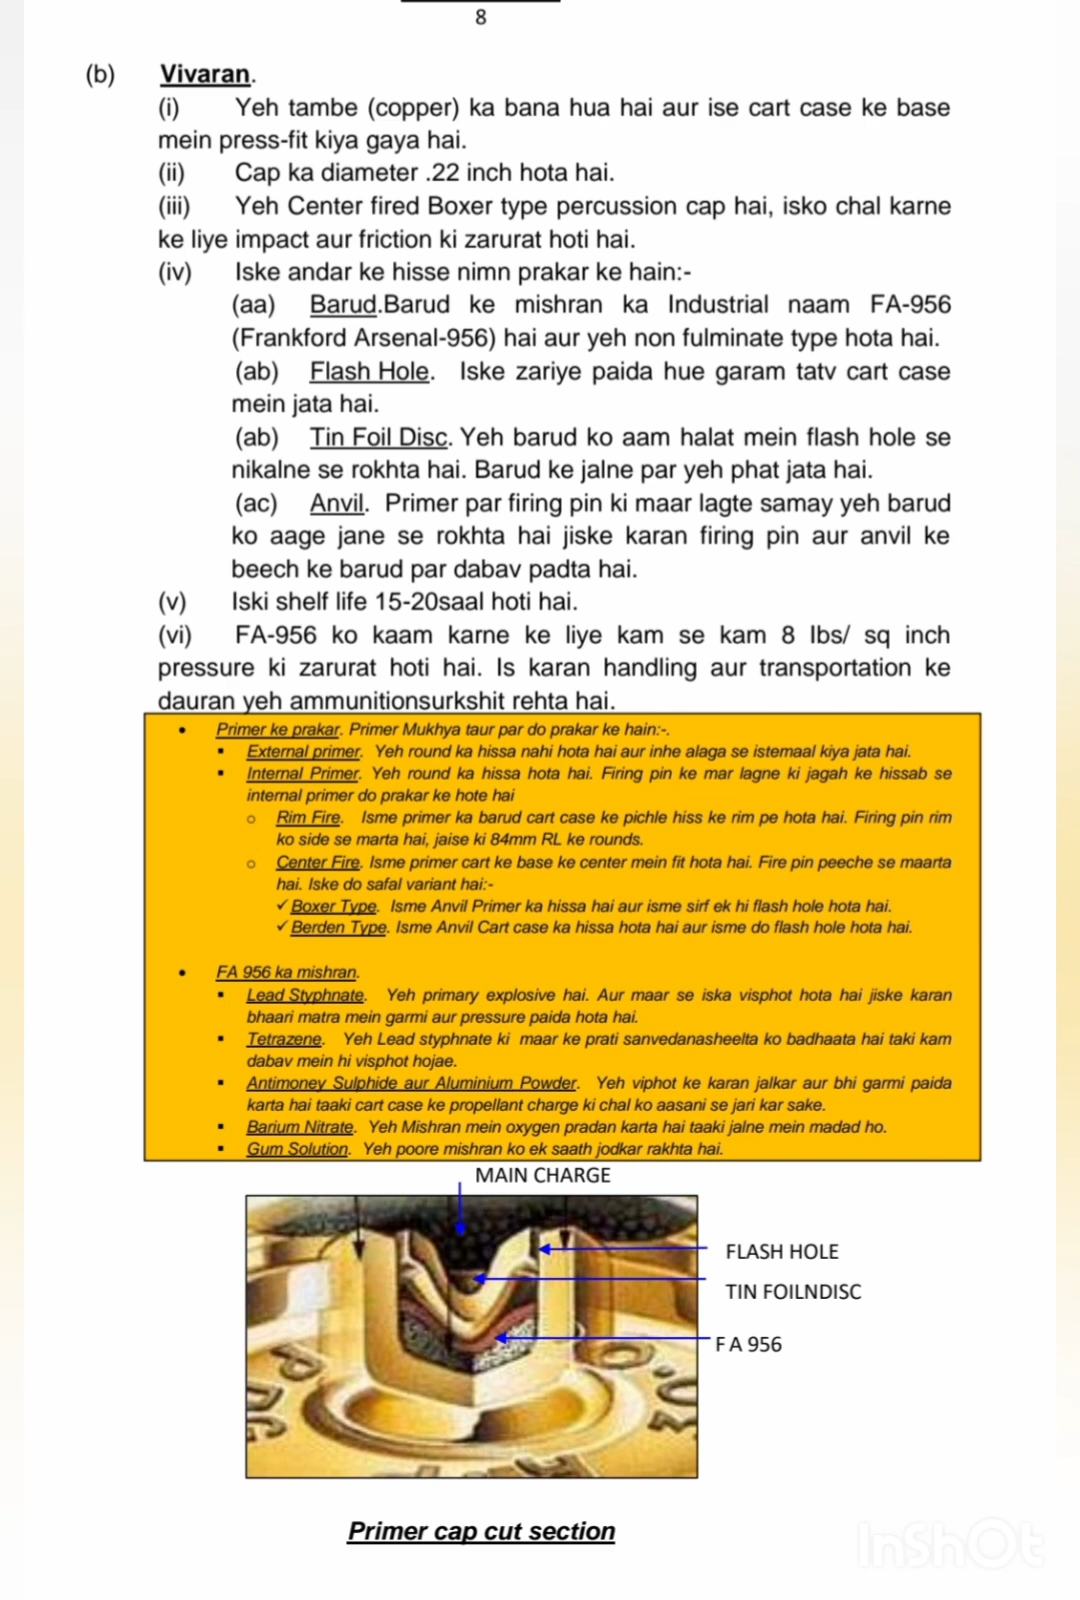 8
(b) Vivaran.
(i) Yeh tambe (copper) ka bana hua hai aur ise cart case ke base
mein press-fit kiya gaya hai.
(ii) Cap ka diameter .22 inch hota hai.
(iii) Yeh Center fired Boxer type percussion cap hai, isko chal karne
ke liye impact aur friction ki zarurat hoti hai.
(iv) Iske andar ke hisse nimn prakar ke hain:-
(aa) Barud.Barud ke mishran ka Industrial naam FA-956
(Frankford Arsenal-956) hai aur yeh non fulminate type hota hai.
(ab) Flash Hole. Iske zariye paida hue garam tatv cart case
mein jata hai.
(ab) Tin Foil Disc. Yeh barud ko aam halat mein flash hole se
nikalne se rokhta hai. Barud ke jalne par yeh phat jata hai.
(ac) Anvil. Primer par firing pin ki maar lagte samay yeh barud
ko aage jane se rokhta hai jiske karan firing pin aur anvil ke
beech ke barud par dabav padta hai.
(v) Iski shelf life 15-20saal hoti hai.
(vi) FA-956 ko kaam karne ke liye kam se kam 8 lbs/ sq inch
pressure ki zarurat hoti hai. Is karan handling aur transportation ke
dauran yeh ammunitionsurkshit rehta hai.
• Primer ke prakar. Primer Mukhya taur par do prakar ke hain:-.
▪ External primer. Yeh round ka hissa nahi hota hai aur inhe alaga se istemaal kiya jata hai.
▪ Internal Primer. Yeh round ka hissa hota hai. Firing pin ke mar lagne ki jagah ke hissab se
internal primer do prakar ke hote hai
o Rim Fire. Isme primer ka barud cart case ke pichle hiss ke rim pe hota hai. Firing pin rim
ko side se marta hai, jaise ki 84mm RL ke rounds.
o Center Fire. Isme primer cart ke base ke center mein fit hota hai. Fire pin peeche se maarta
hai. Iske do safal variant hai:-
✓ Boxer Type. Isme Anvil Primer ka hissa hai aur isme sirf ek hi flash hole hota hai.
✓ Berden Type. Isme Anvil Cart case ka hissa hota hai aur isme do flash hole hota hai.
• FA 956 ka mishran.
▪ Lead Styphnate. Yeh primary explosive hai. Aur maar se iska visphot hota hai jiske karan
bhaari matra mein garmi aur pressure paida hota hai.
▪ Tetrazene. Yeh Lead styphnate ki maar ke prati sanvedanasheelta ko badhaata hai taki kam
dabav mein hi visphot hojae.
▪ Antimoney Sulphide aur Aluminium Powder. Yeh viphot ke karan jalkar aur bhi garmi paida
karta hai taaki cart case ke propellant charge ki chal ko aasani se jari kar sake.
▪ Barium Nitrate. Yeh Mishran mein oxygen pradan karta hai taaki jalne mein madad ho.
▪ Gum Solution. Yeh poore mishran ko ek saath jodkar rakhta hai.
MAIN CHARGE
FLASH HOLE
TIN FOILNDISC
F A 956
Primer cap cut section
InShOt